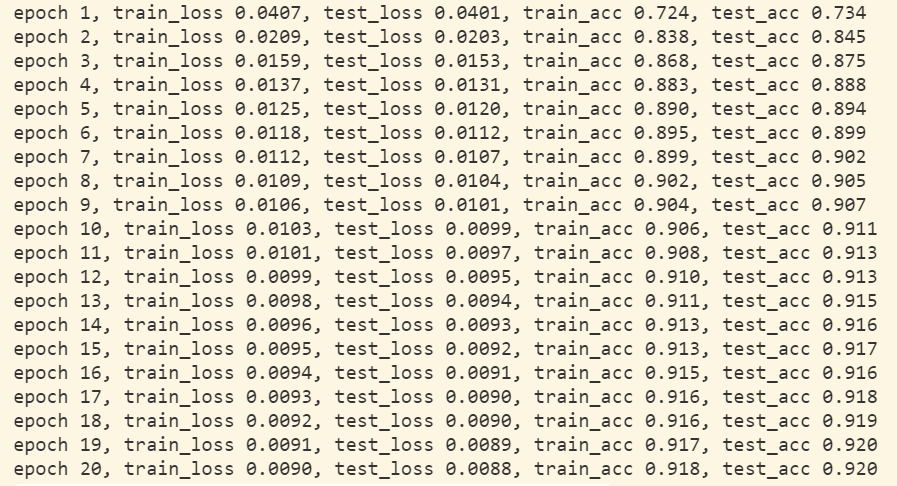 epoch 1, train_loss 0.0407, test_loss 0.0401, train_acc 0.724, test_acc 0.734
epoch 2, train_loss 0.0209, test_loss 0.0203, train_acc 0.838, test_acc 0.845
epoch 3, train_loss 0.0159, test_loss 0.0153, train_acc 0.868, test_acc 0.875
epoch 4, train_loss 0.0137, test_loss 0.0131, train_acc 0.883, test_acc 0.888
epoch 5, train_loss 0.0125, test_loss 0.0120, train_acc 0.890, test_acc 0.894
epoch 6, train_loss 0.0118, test_loss 0.0112, train_acc 0.895, test_acc 0.899
epoch 7, train_loss 0.0112, test_loss 0.0107, train_acc 0.899, test_acc 0.902
epoch 8, train_loss 0.0109, test_loss 0.0104, train_acc 0.902, test_acc 0.905
epoch 9, train_loss 0.0106, test_loss 0.0101, train_acc 0.904, test_acc 0.907
epoch 10, train_loss 0.0103, test_loss 0.0099, train_acc 0.906, test_acc 0.911
epoch 11, train_loss 0.0101, test_loss 0.0097, train_acc 0.908, test_acc 0.913
epoch 12, train_loss 0.0099, test_loss 0.0095, train_acc 0.910, test_acc 0.913
epoch 13, train_loss 0.0098, test_loss 0.0094, train_acc 0.911, test_acc 0.915
epoch 14, train_loss 0.0096, test_loss 0.0093, train_acc 0.913, test_acc 0.916
epoch 15, train_loss 0.0095, test_loss 0.0092, train_acc 0.913, test_acc 0.917
epoch 16, train_loss 0.0094, test_loss 0.0091, train_acc 0.915, test_acc 0.916
epoch 17, train_loss 0.0093, test_loss 0.0090, train_acc 0.916, test_acc 0.918
epoch 18, train_loss 0.0092, test_loss 0.0090, train_acc 0.916, test_acc 0.919
epoch 19, train_loss 0.0091, test_loss 0.0089, train_acc 0.917, test_acc 0.920
epoch 20, train_loss 0.0090, test_loss 0.0088, train_acc 0.918, test_acc 0.920